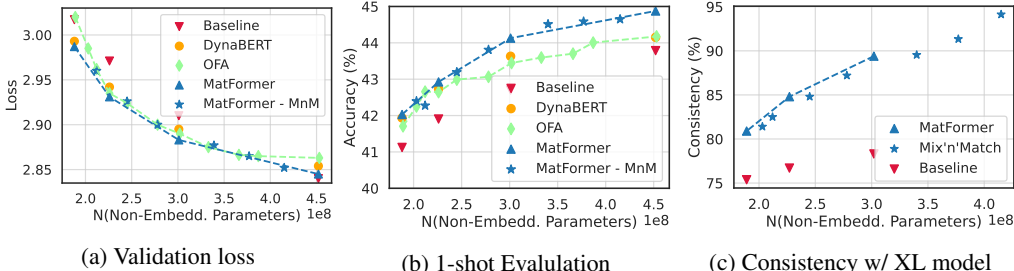 3.00
2.95
2.90
2.85
Loss
Baseline
DynaBERT
OFA
MatFormer
MatFormer - MnM
2.0 2.5 3.0 3.5 4.0 4.5
N(Non-Embedd. Parameters) 1e8
(a) Validation loss
45
44
43
42
41
40
Accuracy (%)
Baseline
DynaBERT
OFA
MatFormer
MatFormer - MnM
2.0 2.5 3.0 3.5 4.0 4.5
N(Non-Embedd. Parameters) 1e8
(b) 1-shot Evalulation
95
90
85
80
75
Consistency (%)
MatFormer
Mix'n'Match
Baseline
2.0 2.5 3.0 3.5 4.0
N(Non-Embedd. Parameters) 1e8
(c) Consistency w/ XL model